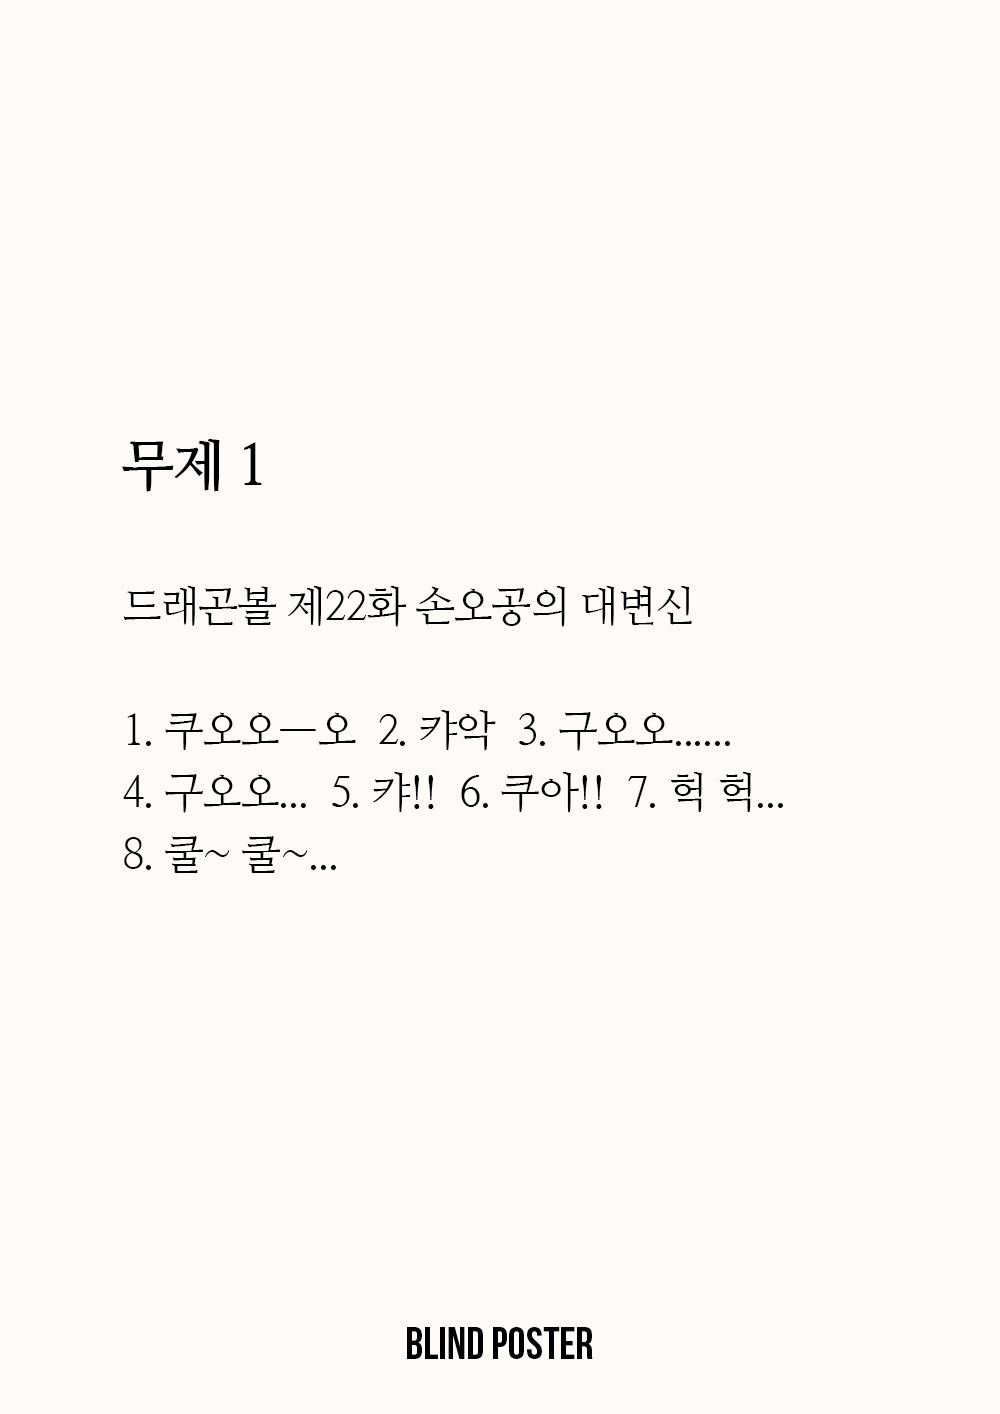 무제 1
드래곤볼 제22화 손오공의 대변신
1. 쿠오오—오 2. 캬악 3. 구오오......
4. 구오오... 5. 캬!! 6. 쿠아!! 7. 헉 헉...
8. 쿨~ 쿨~...
BLIND POSTER